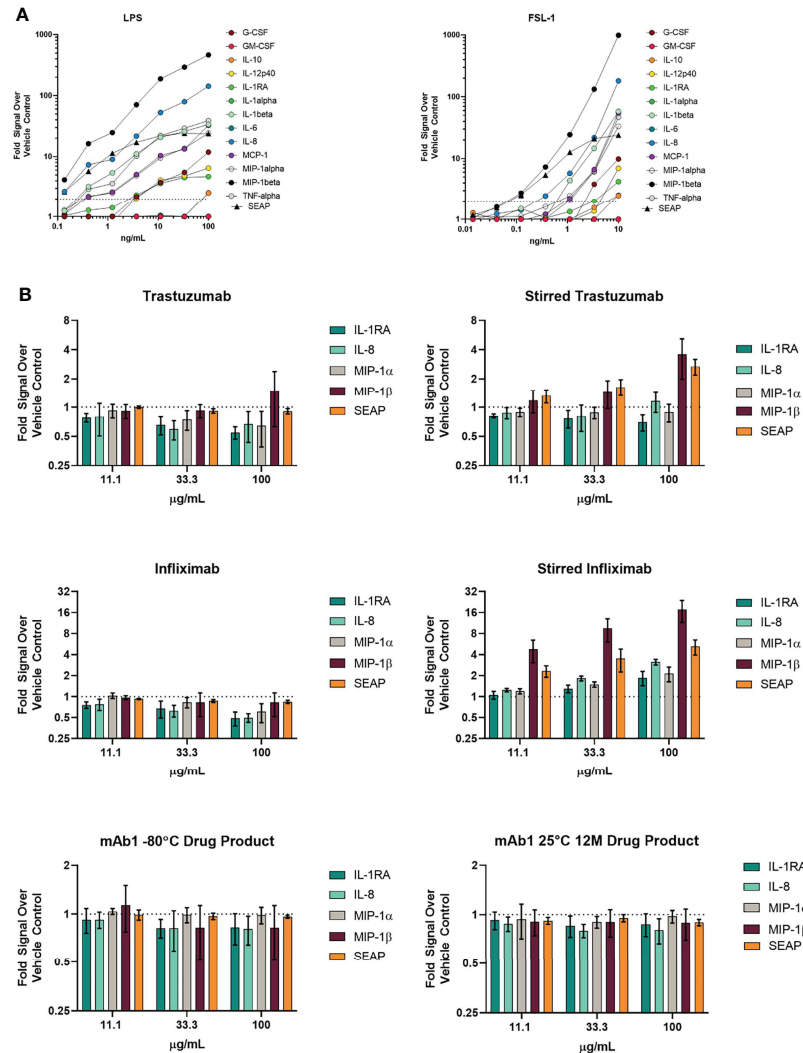 A
LPS
Fold Signal Over
Vehicle Control
1000
100
10
1
0.1
1
10
100
ng/mL
G-CSF
GM-CSF
IL-10
IL-12p40
IL-1RA
IL-1alpha
IL-1beta
IL-6
IL-8
MCP-1
MIP-1alpha
MIP-1beta
TNF-alpha
SEAP
FSL-1
Fold Signal Over
Vehicle Control
1000
100
10
1
0.01
0.1
1
10
ng/mL
G-CSF
GM-CSF
IL-10
IL-12p40
IL-1RA
IL-1alpha
IL-1beta
IL-6
IL-8
MCP-1
MIP-1alpha
MIP-1beta
TNF-alpha
SEAP
B
Trastuzumab
Fold Signal Over
Vehicle Control
8
4
2
1
0.5
0.25
11.1
33.3
100
µg/mL
IL-1RA
IL-8
MIP-1α
MIP-1β
SEAP
Stirred Trastuzumab
Fold Signal Over
Vehicle Control
8
4
2
1
0.5
0.25
11.1
33.3
100
µg/mL
IL-1RA
IL-8
MIP-1α
MIP-1β
SEAP
Infliximab
Fold Signal Over
Vehicle Control
32
16
8
4
2
1
0.5
0.25
11.1
33.3
100
µg/mL
IL-1RA
IL-8
MIP-1α
MIP-1β
SEAP
Stirred Infliximab
Fold Signal Over
Vehicle Control
32
16
8
4
2
1
0.5
0.25
11.1
33.3
100
µg/mL
IL-1RA
IL-8
MIP-1α
MIP-1β
SEAP
mAb1 -80°C Drug Product
Fold Signal Over
Vehicle Control
2
1
0.5
0.25
11.1
33.3
100
µg/mL
IL-1RA
IL-8
MIP-1α
MIP-1β
SEAP
mAb1 25°C 12M Drug Product
Fold Signal Over
Vehicle Control
2
1
0.5
0.25
11.1
33.3
100
µg/mL
IL-1RA
IL-8
MIP-1α
MIP-1β
SEAP